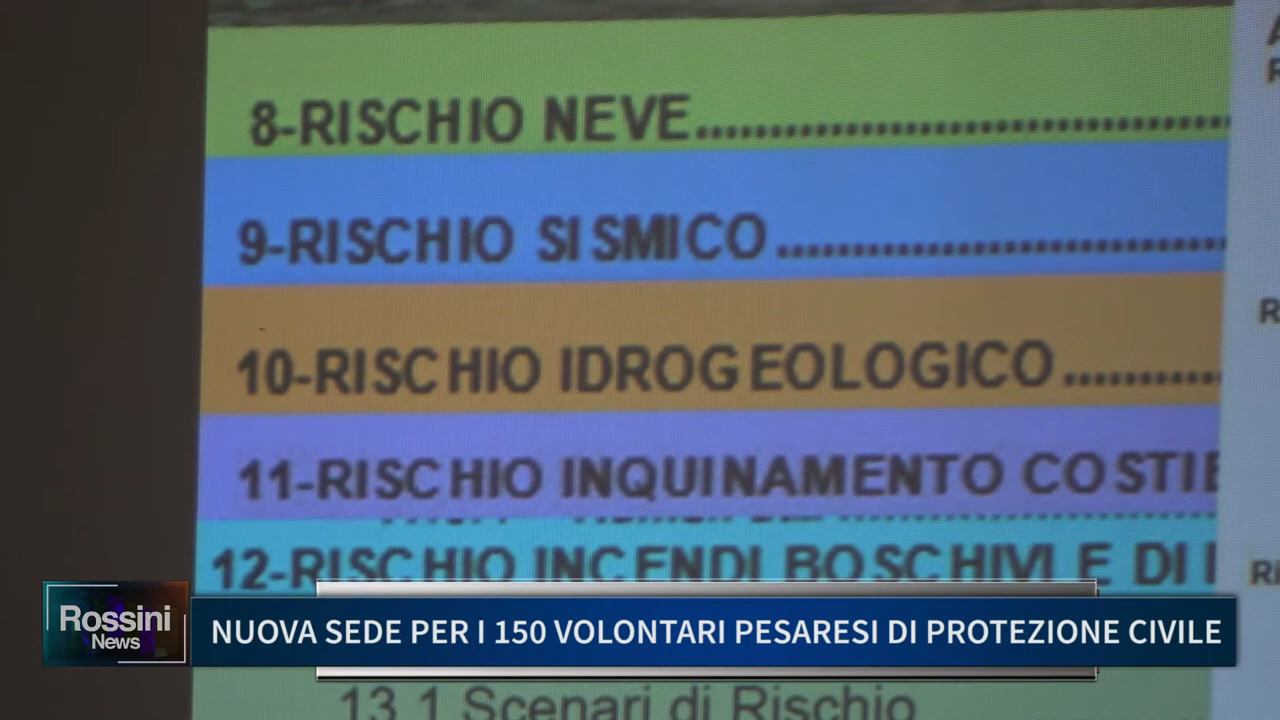 8-RISCHIO NEVE
9-RISCHIO SISMICO
10-RISCHIO IDROGEOLOGICO
11-RISCHIO INQUINAMENTO
12-RISCHIO INCENDI BOSCHIVI E DI
Rossini
News
NUOVA SEDE PER I 150 VOLONTARI PESARESI DI PROTEZIONE CIVILE
13.1 Scenari di Rischio